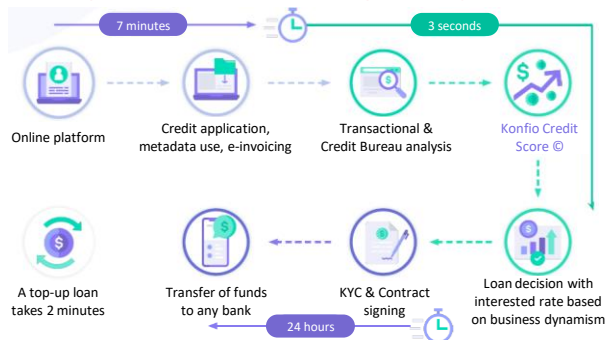 7 minutes
3 seconds
Online platform
Credit application,
metadata use, e-invoicing
Transactional &
Credit Bureau analysis
Konfio Credit
Score ©
A top-up loan
takes 2 minutes
Transfer of funds
to any bank
KYC & Contract
signing
Loan decision with
interested rate based
on business dynamism
24 hours